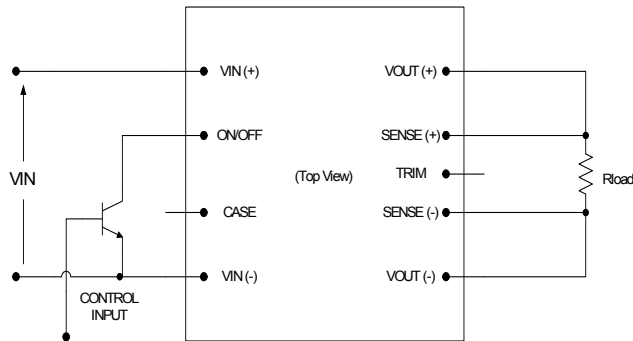 VIN (+)
VOUT (+)
ON/OFF
SENSE (+)
VIN
(Top View)
TRIM
Rload
CASE
SENSE (-)
VIN (-)
VOUT (-)
CONTROL
INPUT